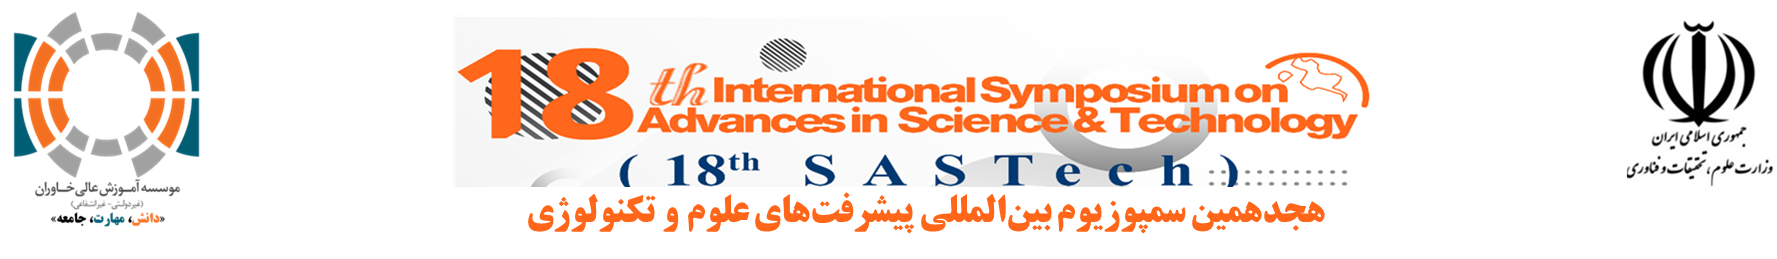 18th International Symposium on
Advances in Science & Technology
( 18th S A S T e c h )
هجدهمین سمپوزیوم بین‌المللی پیشرفت‌های علوم و تکنولوژی
موسسه آموزش عالی خاوران
(غیردولتی - غیرانتفاعی)
«دانش، مهارت، جامعه»
جمهوری اسلامی ایران
وزارت علوم، تحقیقات و فناوری